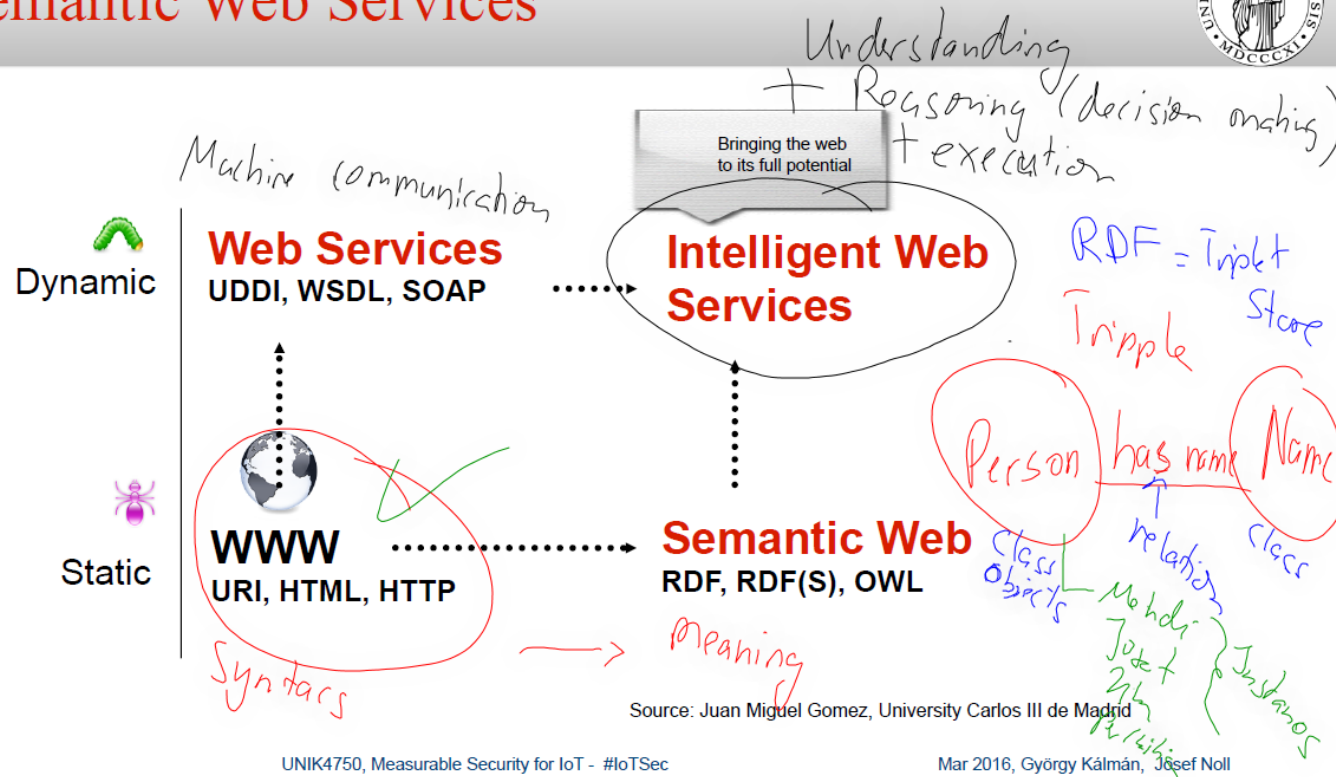 emantic Web Services
MDCCCXI
Understanding
+ Reasoning (decision making)
+ execution
Bringing the web
to its full potential
Machine communication
Dynamic
Web Services
UDDI, WSDL, SOAP
Intelligent Web
Services
RDF = Triplet
Store
Tripple
Person has name Name
Class
Objects
relation
Class
Static
WWW
URI, HTML, HTTP
Semantic Web
RDF, RDF(S), OWL
Syntacs
Meaning
Mehdi
Josef
Source: Juan Miguel Gomez, University Carlos III de Madrid
UNIK4750, Measurable Security for IoT - #IoTSec
Mar 2016, György Kálmán, Josef Noll